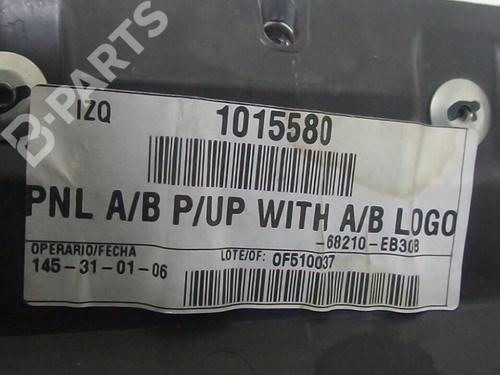 B-PARTS
IZQ
1015580
PNL A/B P/UP WITH A/B LOGO
-68210-EB30B
OPERARIO/FECHA
145-31-01-06
LOTE/OF: OF510037